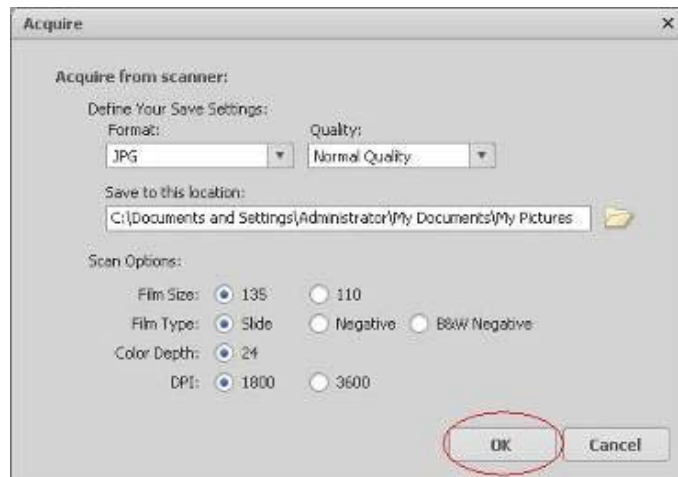 Acquire
Acquire from scanner:
Define Your Save Settings:
Format: Quality:
JPG Normal Quality
Save to this location:
C:\Documents and Settings\Administrator\My Documents\My Pictures
Scan Options:
Film Size: 135 110
Film Type: Slide Negative B&W Negative
Color Depth: 24
DPI: 1800 3600
OK Cancel